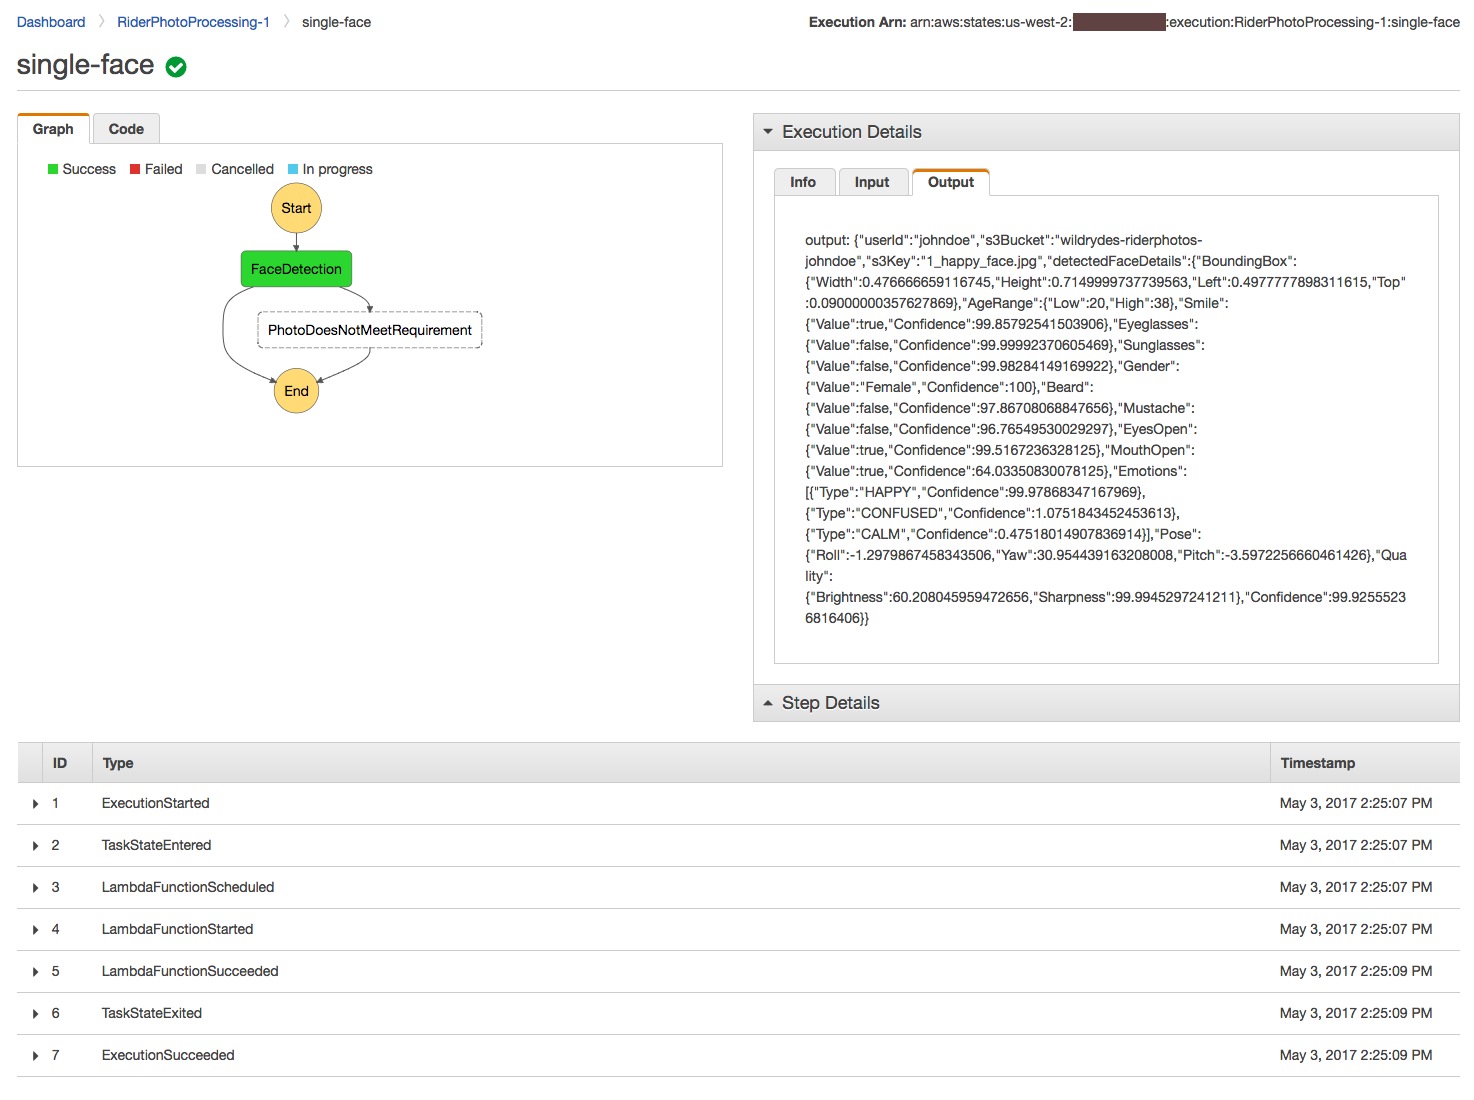 Dashboard RiderPhotoProcessing-1 single-face
Execution Arn: arn:aws:states:us-west-2: :execution:RiderPhotoProcessing-1:single-face
single-face
Graph Code
Success Failed Cancelled In progress
Start
FaceDetection
PhotoDoesNotMeetRequirement
End
Execution Details
Info Input Output
output: {"userId":"johndoe","s3Bucket":"wildrydes-riderphotos-
johndoe","s3Key":"1_happy_face.jpg","detectedFaceDetails":{"BoundingBox":
{"Width":0.476666659116745,"Height":0.7149999737739563,"Left":0.4977777898311615,"Top"
:0.09000000357627869},"AgeRange":{"Low":20,"High":38},"Smile":
{"Value":true,"Confidence":99.85792541503906},"Eyeglasses":
{"Value":false,"Confidence":99.99992370605469},"Sunglasses":
{"Value":false,"Confidence":99.98284149169922},"Gender":
{"Value":"Female","Confidence":100},"Beard":
{"Value":false,"Confidence":97.86708068847656},"Mustache":
{"Value":false,"Confidence":96.76549530029297},"EyesOpen":
{"Value":true,"Confidence":99.5167236328125},"MouthOpen":
{"Value":true,"Confidence":64.03350830078125},"Emotions":
[{"Type":"HAPPY","Confidence":99.97868347167969},
{"Type":"CONFUSED","Confidence":1.0751843452453613},
{"Type":"CALM","Confidence":0.47518014907836914}],"Pose":
{"Roll":-1.2979867458343506,"Yaw":30.954439163208008,"Pitch":-3.5972256660461426},"Qua
lity":
{"Brightness":60.208045959472656,"Sharpness":99.9945297241211},"Confidence":99.9255523
6816406}}
Step Details
ID Type Timestamp
1 ExecutionStarted May 3, 2017 2:25:07 PM
2 TaskStateEntered May 3, 2017 2:25:07 PM
3 LambdaFunctionScheduled May 3, 2017 2:25:07 PM
4 LambdaFunctionStarted May 3, 2017 2:25:07 PM
5 LambdaFunctionSucceeded May 3, 2017 2:25:09 PM
6 TaskStateExited May 3, 2017 2:25:09 PM
7 ExecutionSucceeded May 3, 2017 2:25:09 PM